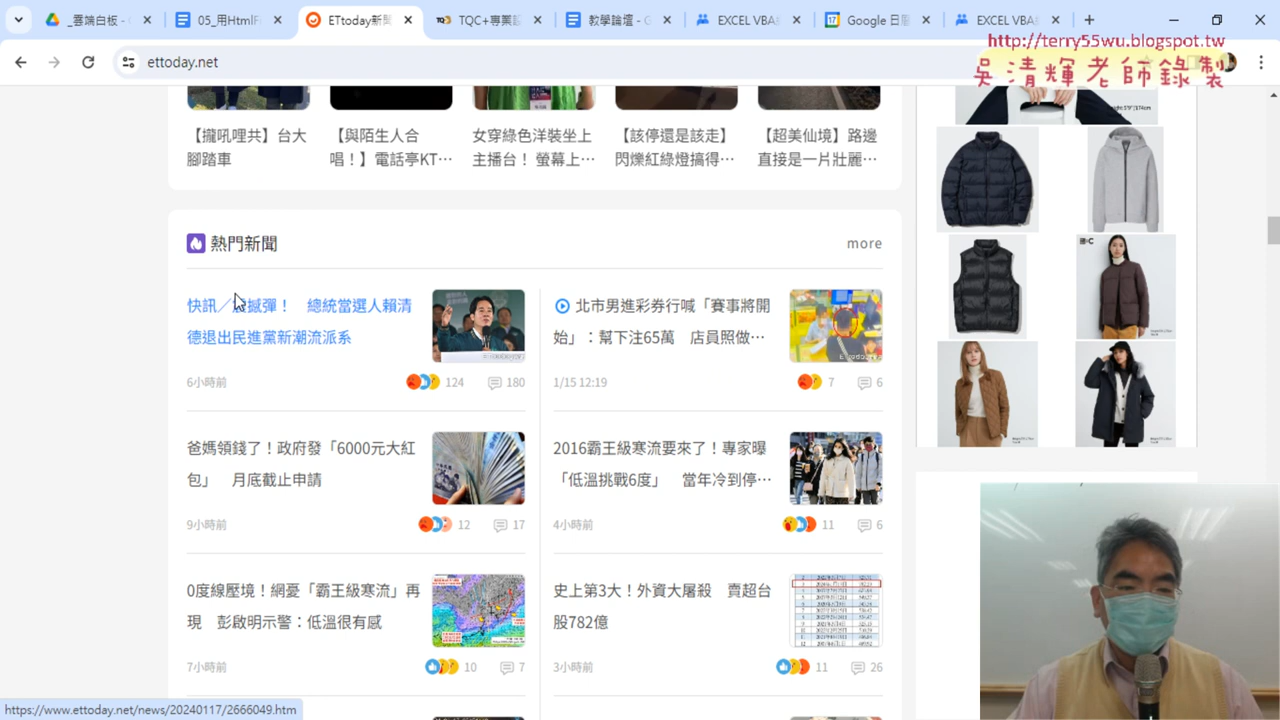 _雲端白板 - G
05_用HtmlFi
ETtoday新聞
TQC+專業設
教學論壇 - G
EXCEL VBA
Google 日曆
EXCEL VBA
http://terry55wu.blogspot.tw
吳清輝老師錄製
ettoday.net
【攏吼哩共】台大
腳踏車
【與陌生人合
唱！】電話亭KT…
女穿綠色洋裝坐上
主播台！ 螢幕上…
【該停還是該走】
閃爍紅綠燈搞得…
【超美仙境】路邊
直接是一片壯麗…
熱門新聞
more
快訊／ 撼彈！　總統當選人賴清
德退出民進黨新潮流派系
6小時前
124
180
北市男進彩券行喊「賽事將開
始」：幫下注65萬　店員照做…
1/15 12:19
7
6
爸媽領錢了！政府發「6000元大紅
包」　月底截止申請
9小時前
12
17
2016霸王級寒流要來了！專家曝
「低溫挑戰6度」　當年冷到停…
4小時前
11
6
0度線壓境！網憂「霸王級寒流」再
現　彭啟明示警：低溫很有感
7小時前
10
7
史上第3大！外資大屠殺　賣超台
股782億
3小時前
11
26
https://www.ettoday.net/news/20240117/2666049.htm